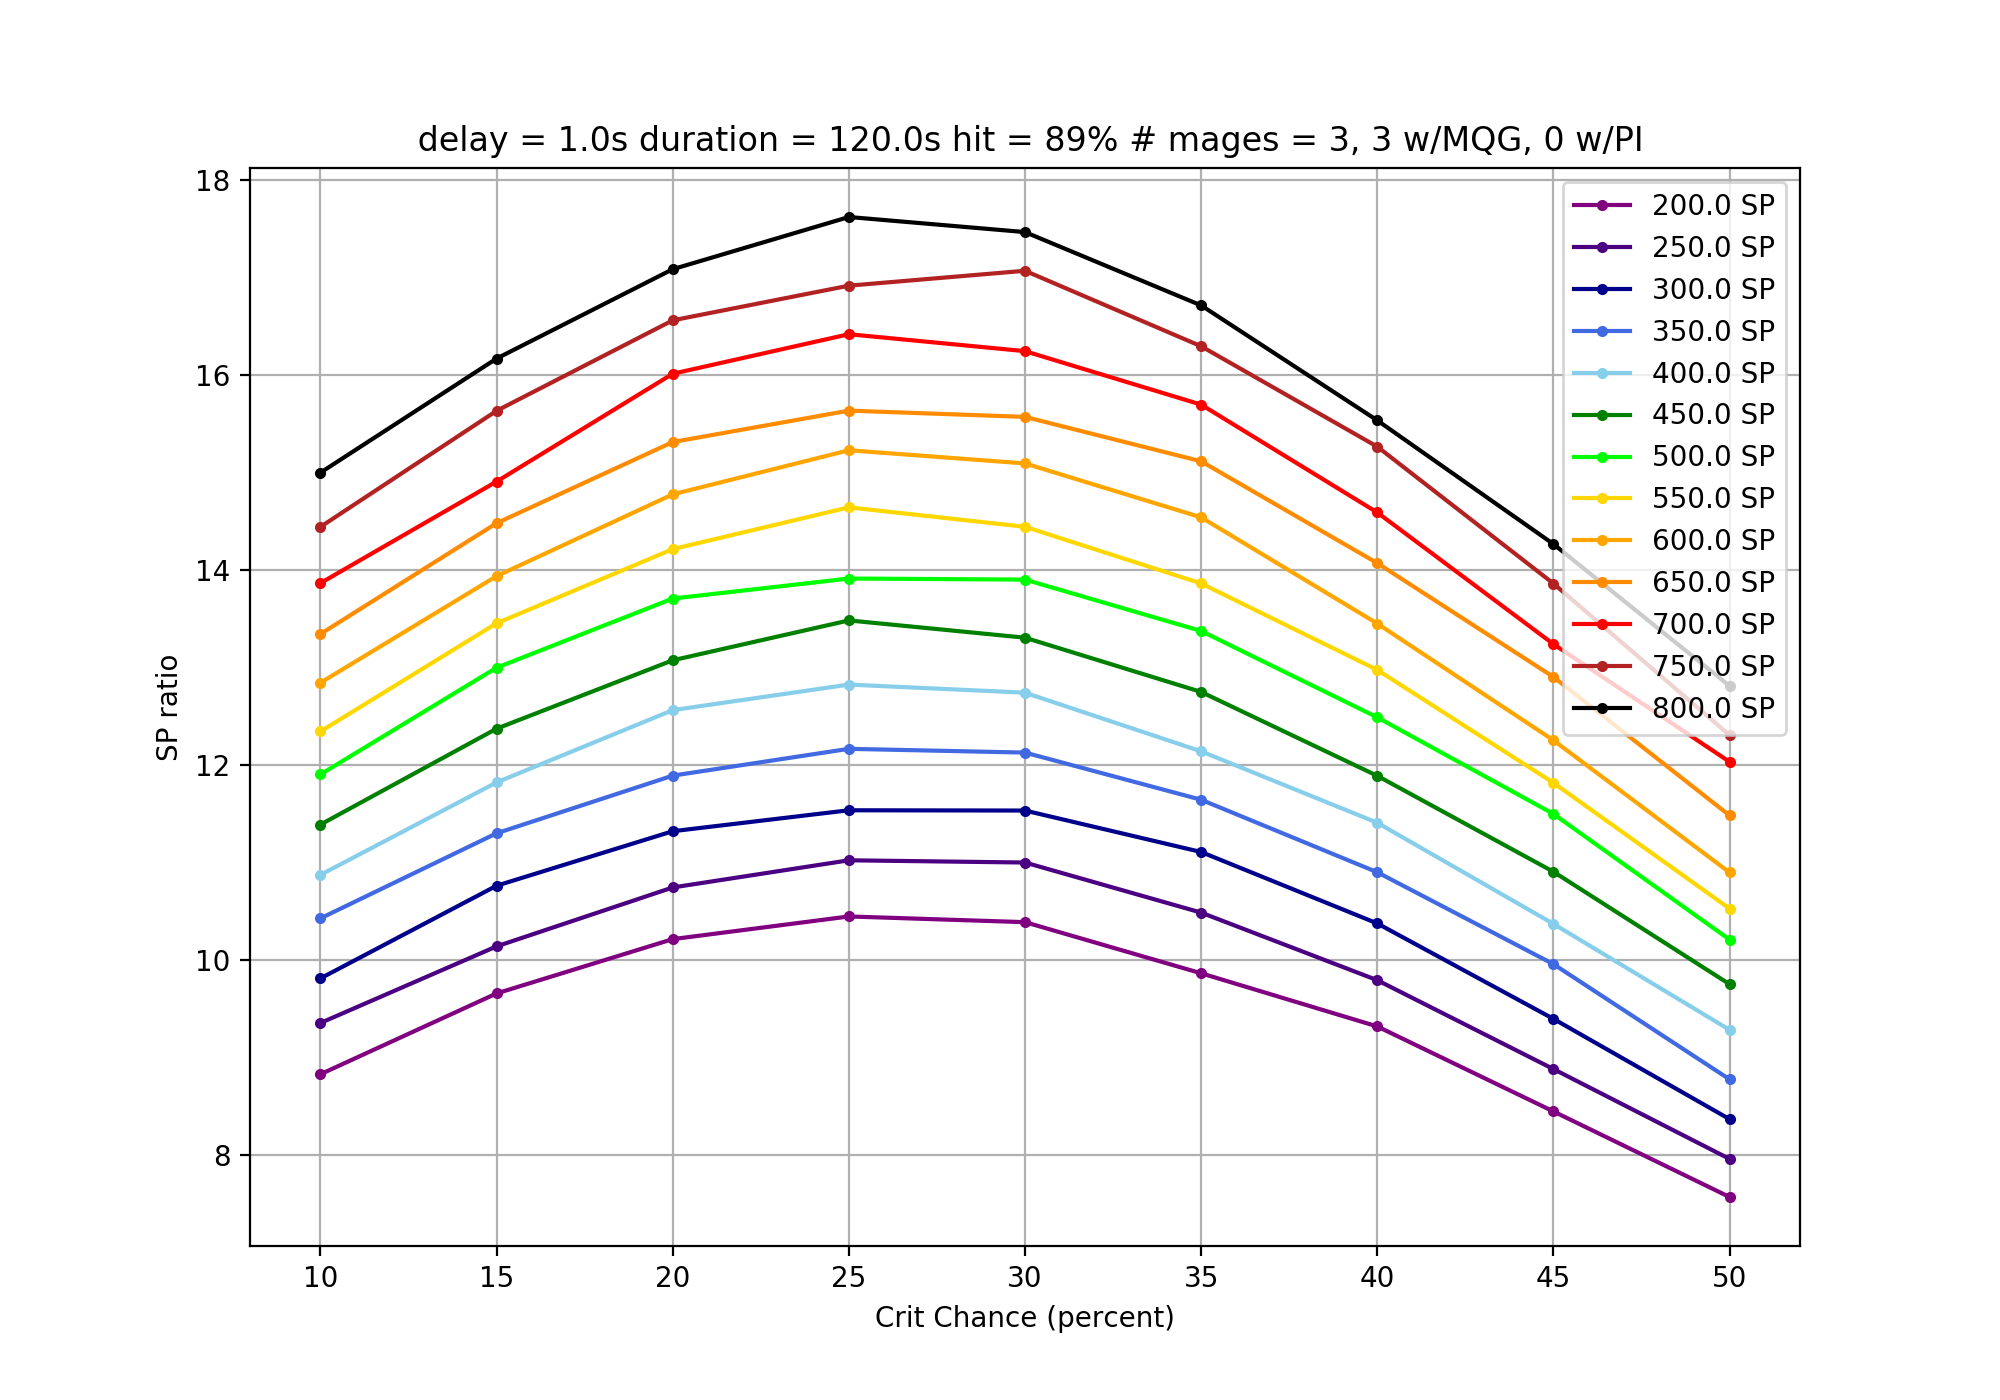 delay = 1.0s duration = 120.0s hit = 89% # mages = 3, 3 w/MQG, 0 w/PI
18
16
14
12
10
8
SP ratio
200.0 SP
250.0 SP
300.0 SP
350.0 SP
400.0 SP
450.0 SP
500.0 SP
550.0 SP
600.0 SP
650.0 SP
700.0 SP
750.0 SP
800.0 SP
10 15 20 25 30 35 40 45 50
Crit Chance (percent)